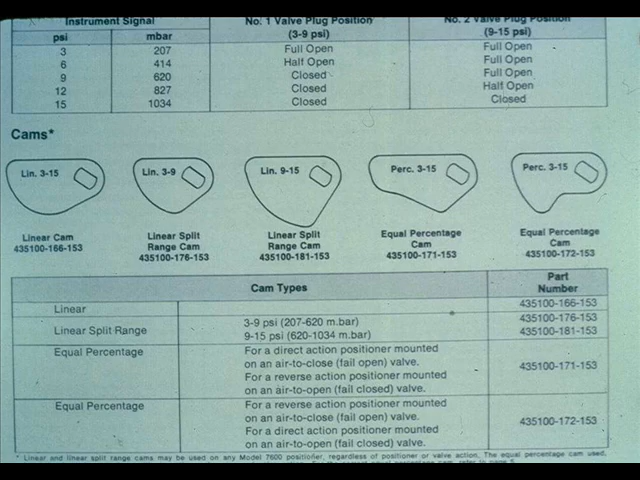 Instrument Signal No. 1 Valve Plug Position No. 2 Valve Plug Position
psi mbar (3-9 psi) (9-15 psi)
3 207 Full Open Full Open
6 414 Half Open Full Open
9 620 Closed Full Open
12 827 Closed Half Open
15 1034 Closed Closed
Cams*
Lin. 3-15 Lin. 3-9 Lin. 9-15 Perc. 3-15 Perc. 3-15
Linear Cam
435100-166-153
Linear Split
Range Cam
435100-176-153
Linear Split
Range Cam
435100-181-153
Equal Percentage
Cam
435100-171-153
Equal Percentage
Cam
435100-172-153
Cam Types Part
Number
Linear 435100-166-153
Linear Split Range 3-9 psi (207-620 m.bar) 435100-176-153
9-15 psi (620-1034 m.bar) 435100-181-153
Equal Percentage For a direct action positioner mounted
on an air-to-close (fail open) valve.
For a reverse action positioner mounted
on an air-to-open (fail closed) valve.
435100-171-153
Equal Percentage For a reverse action positioner mounted
on an air-to-close (fail open) valve.
For a direct action positioner mounted
on an air-to-open (fail closed) valve.
435100-172-153
* Linear and linear split range cams may be used on any Model 7600 positioner, regardless of positioner or valve action. The equal percentage cam used,